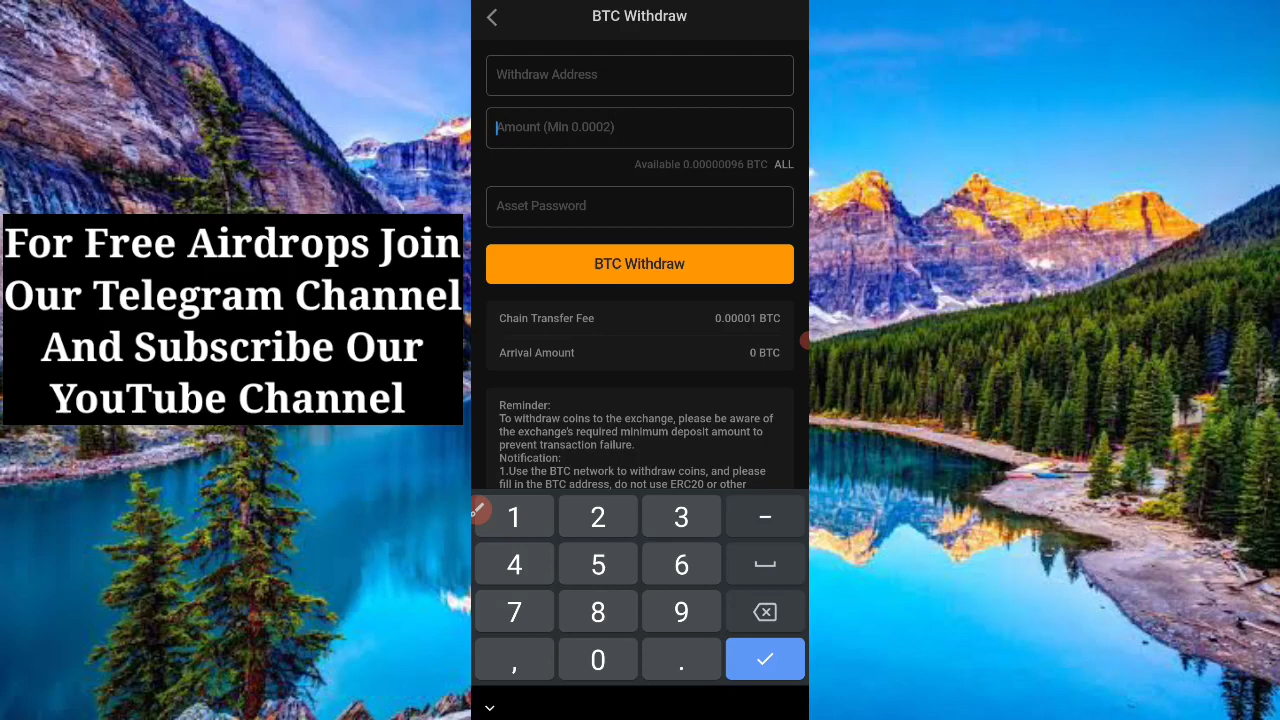 For Free Airdrops Join
Our Telegram Channel
And Subscribe Our
YouTube Channel
BTC Withdraw
Withdraw Address
Amount (Min 0.0002)
Available 0.00000096 BTC ALL
Asset Password
BTC Withdraw
Chain Transfer Fee 0.00001 BTC
Arrival Amount 0 BTC
Reminder:
To withdraw coins to the exchange, please be aware of
the exchange's required minimum deposit amount to
prevent transaction failure.
Notification:
1.Use the BTC network to withdraw coins, and please
fill in the BTC address, do not use ERC20 or other
1 2 3 -
4 5 6
7 8 9
, 0 .